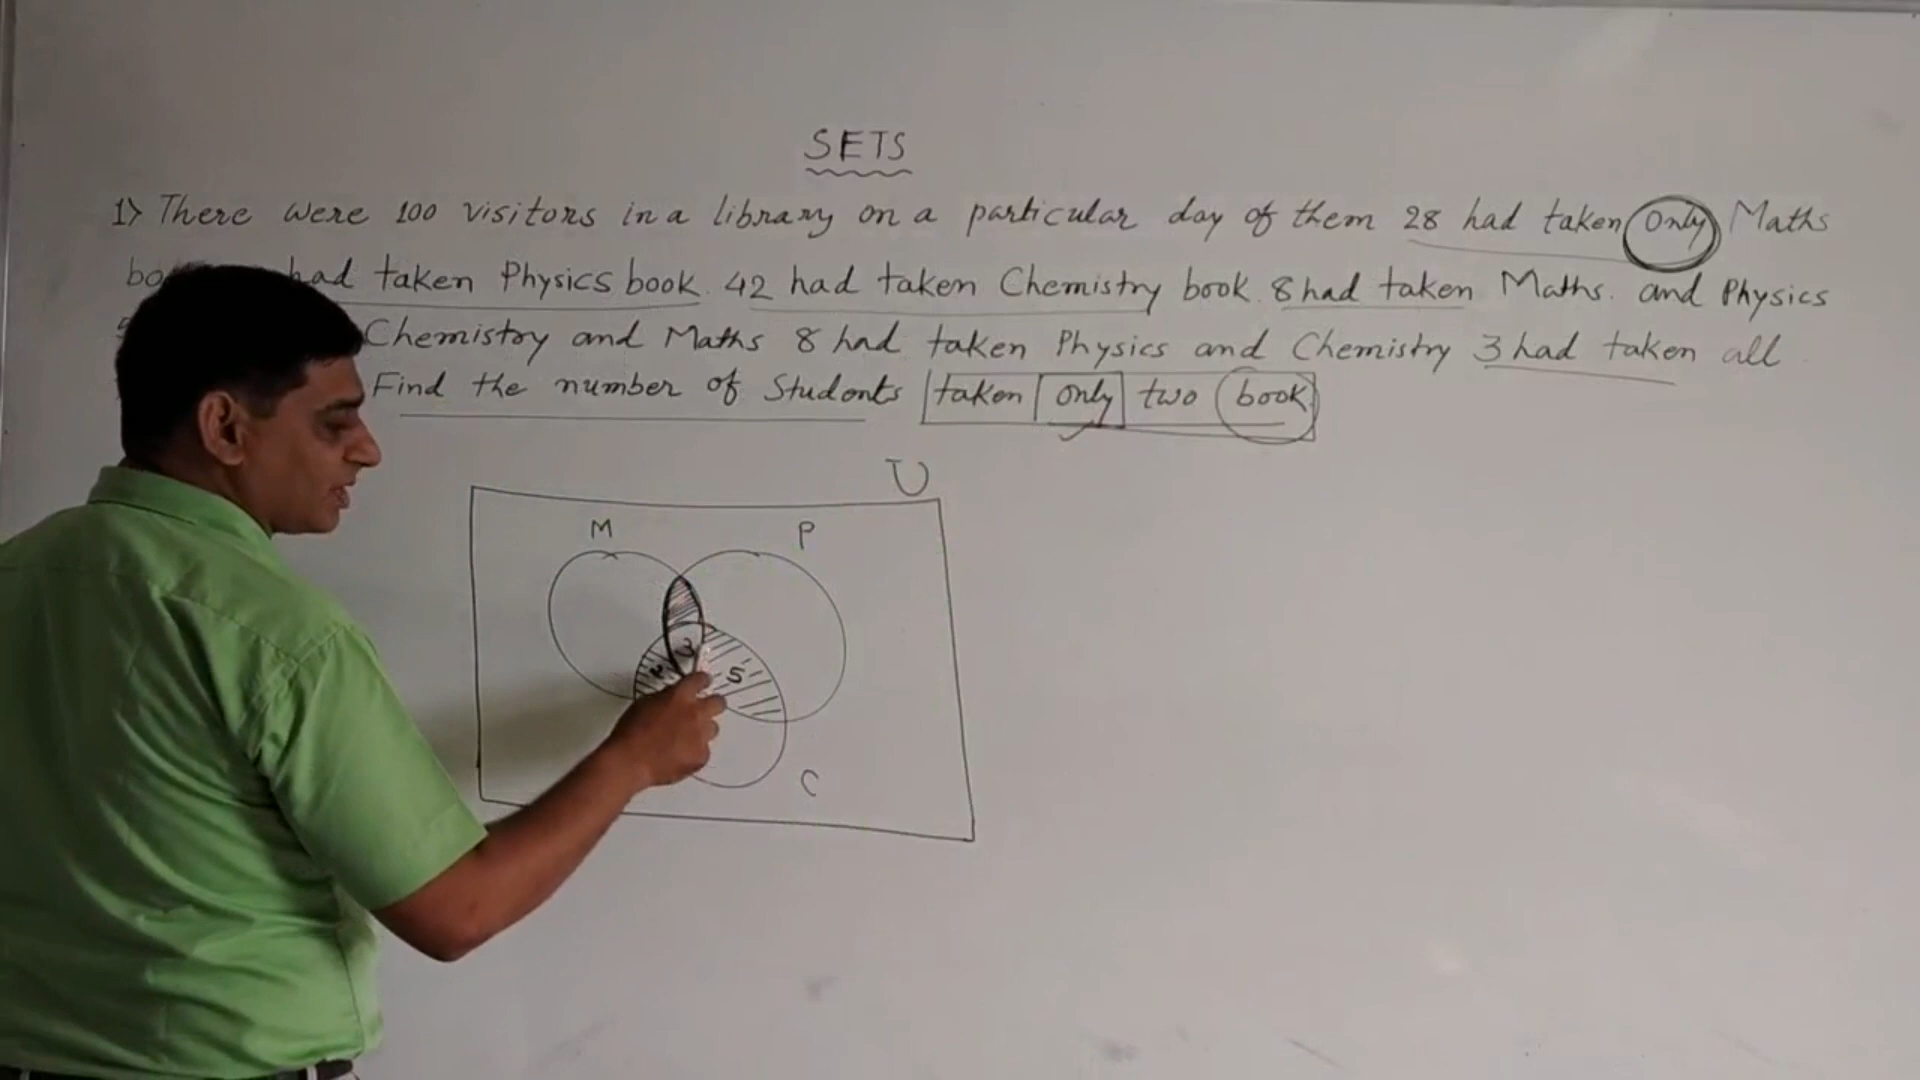 SETS
1) There were 100 visitors in a library on a particular day of them 28 had taken Only Maths
had taken Physics book. 42 had taken Chemistry book. 8 had taken Maths. and Physics
Chemistry and Maths 8 had taken Physics and Chemistry 3 had taken all
Find the number of Students taken only two book.
U
M P
3
2 5
C